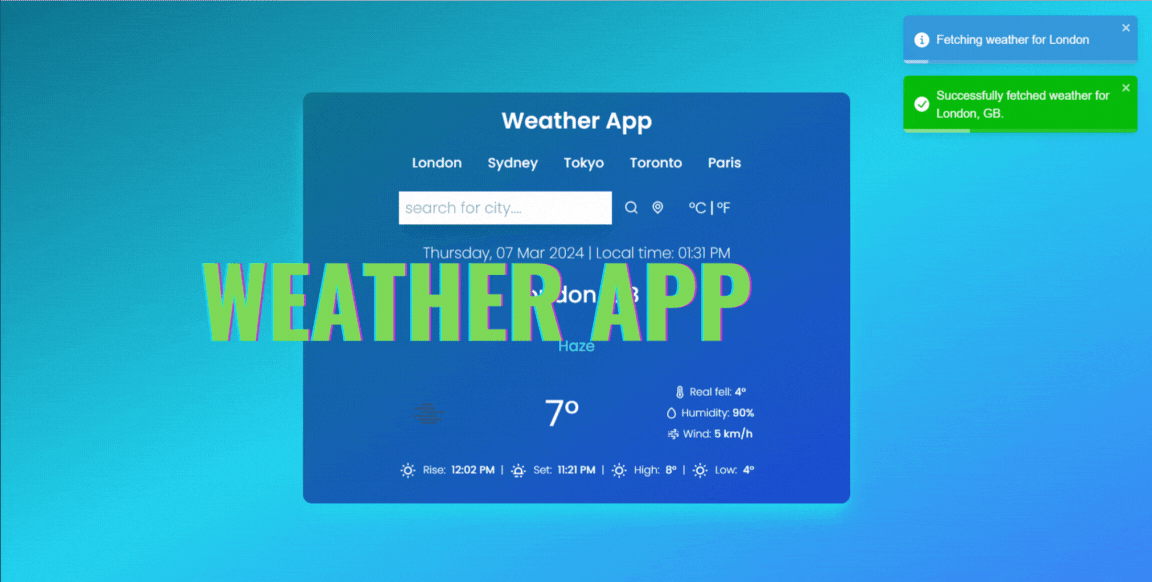 Fetching weather for London
Successfully fetched weather for
London, GB.
Weather App
London Sydney Tokyo Toronto Paris
search for city....
°C | °F
Thursday, 07 Mar 2024 | Local time: 01:31 PM
WEATHER APP
Haze
7°
Real fell: 4°
Humidity: 90%
Wind: 5 km/h
Rise: 12:02 PM | Set: 11:21 PM | High: 8° | Low: 4°